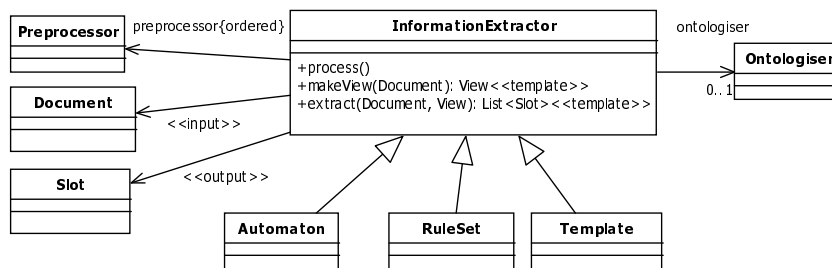 preprocessor{ordered}
InformationExtractor
ontologiser
Preprocessor
+process()
+makeView(Document): View<<template>>
+extract(Document, View): List<Slot><<template>>
Ontologiser
0..1
Document
<<input>>
<<output>>
Slot
Automaton
RuleSet
Template